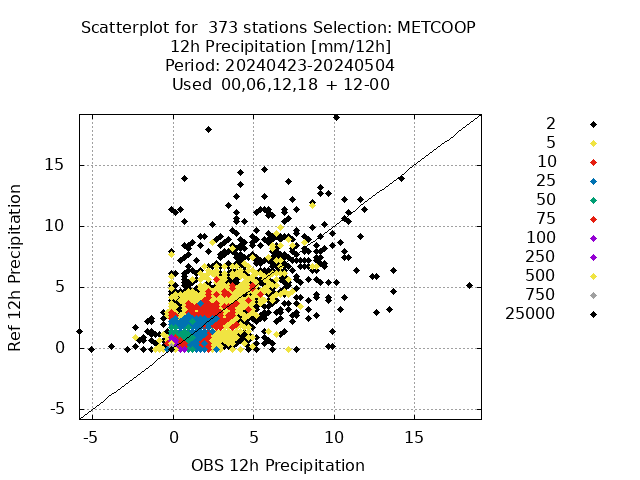 Scatterplot for  373 stations Selection: METCOOP
12h Precipitation [mm/12h]
Period: 20240423-20240504
Used  00,06,12,18  + 12-00
2
5
10
25
50
75
100
250
500
750
25000
15
10
5
0
-5
Ref 12h Precipitation
-5 0 5 10 15
OBS 12h Precipitation